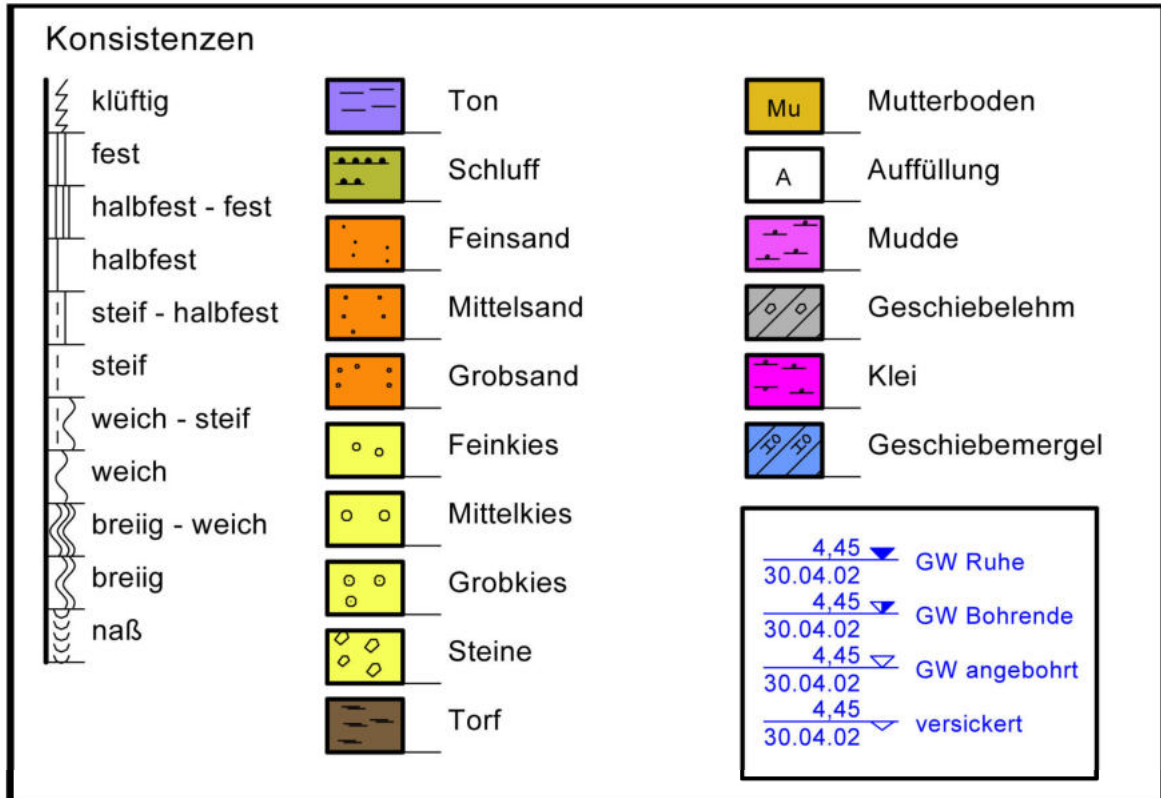 Konsistenzen
klüftig
fest
halbfest - fest
halbfest
steif - halbfest
steif
weich - steif
weich
breiig - weich
breiig
naß
Ton
Schluff
Feinsand
Mittelsand
Grobsand
Feinkies
Mittelkies
Grobkies
Steine
Torf
Mu Mutterboden
A Auffüllung
Mudde
Geschiebelehm
Klei
Geschiebemergel
4,45
30.04.02 GW Ruhe
4,45
30.04.02 GW Bohrende
4,45
30.04.02 GW angebohrt
4,45
30.04.02 versickert